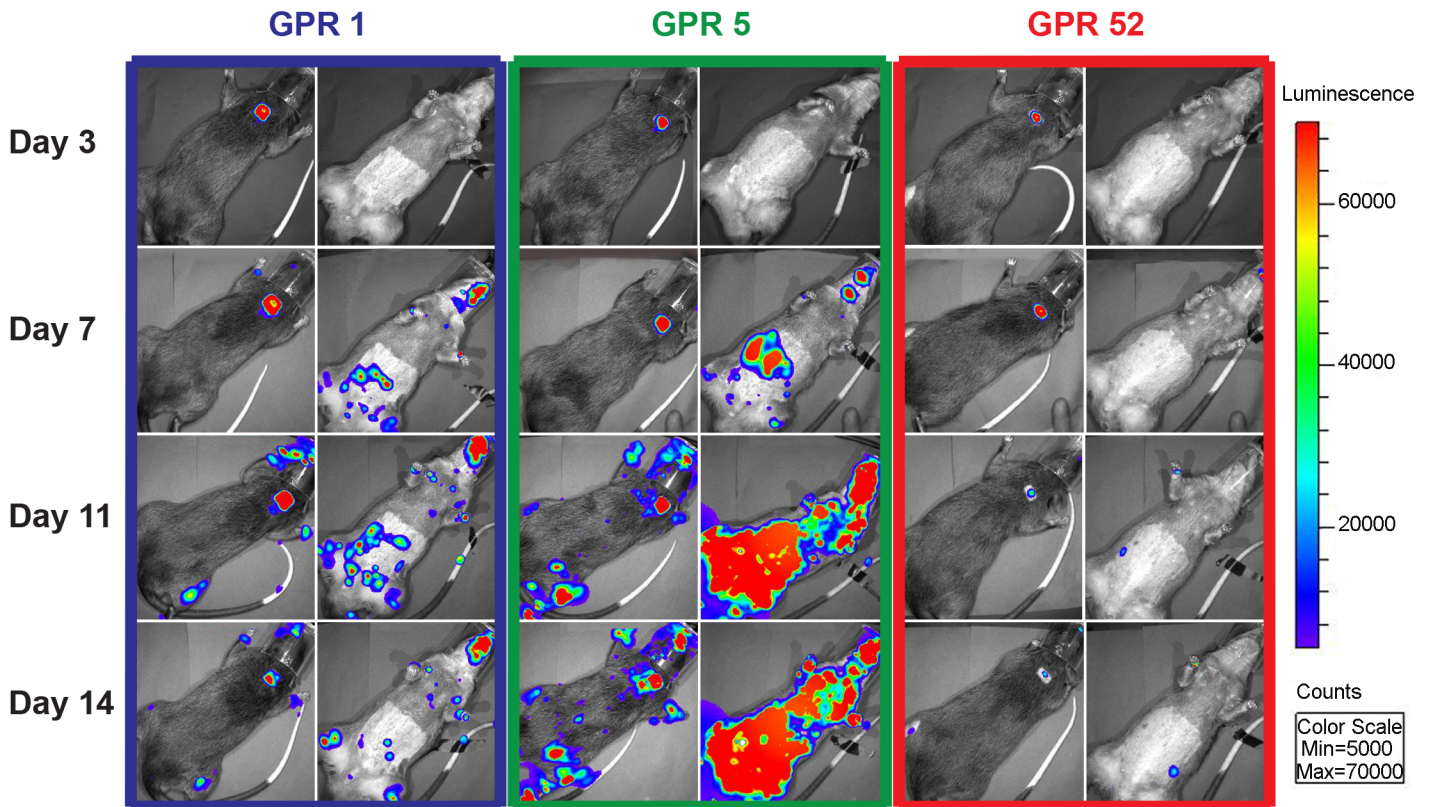 GPR 1
GPR 5
GPR 52
Day 3
Day 7
Day 11
Day 14
Luminescence
60000
40000
20000
Counts
Color Scale
Min=5000
Max=70000